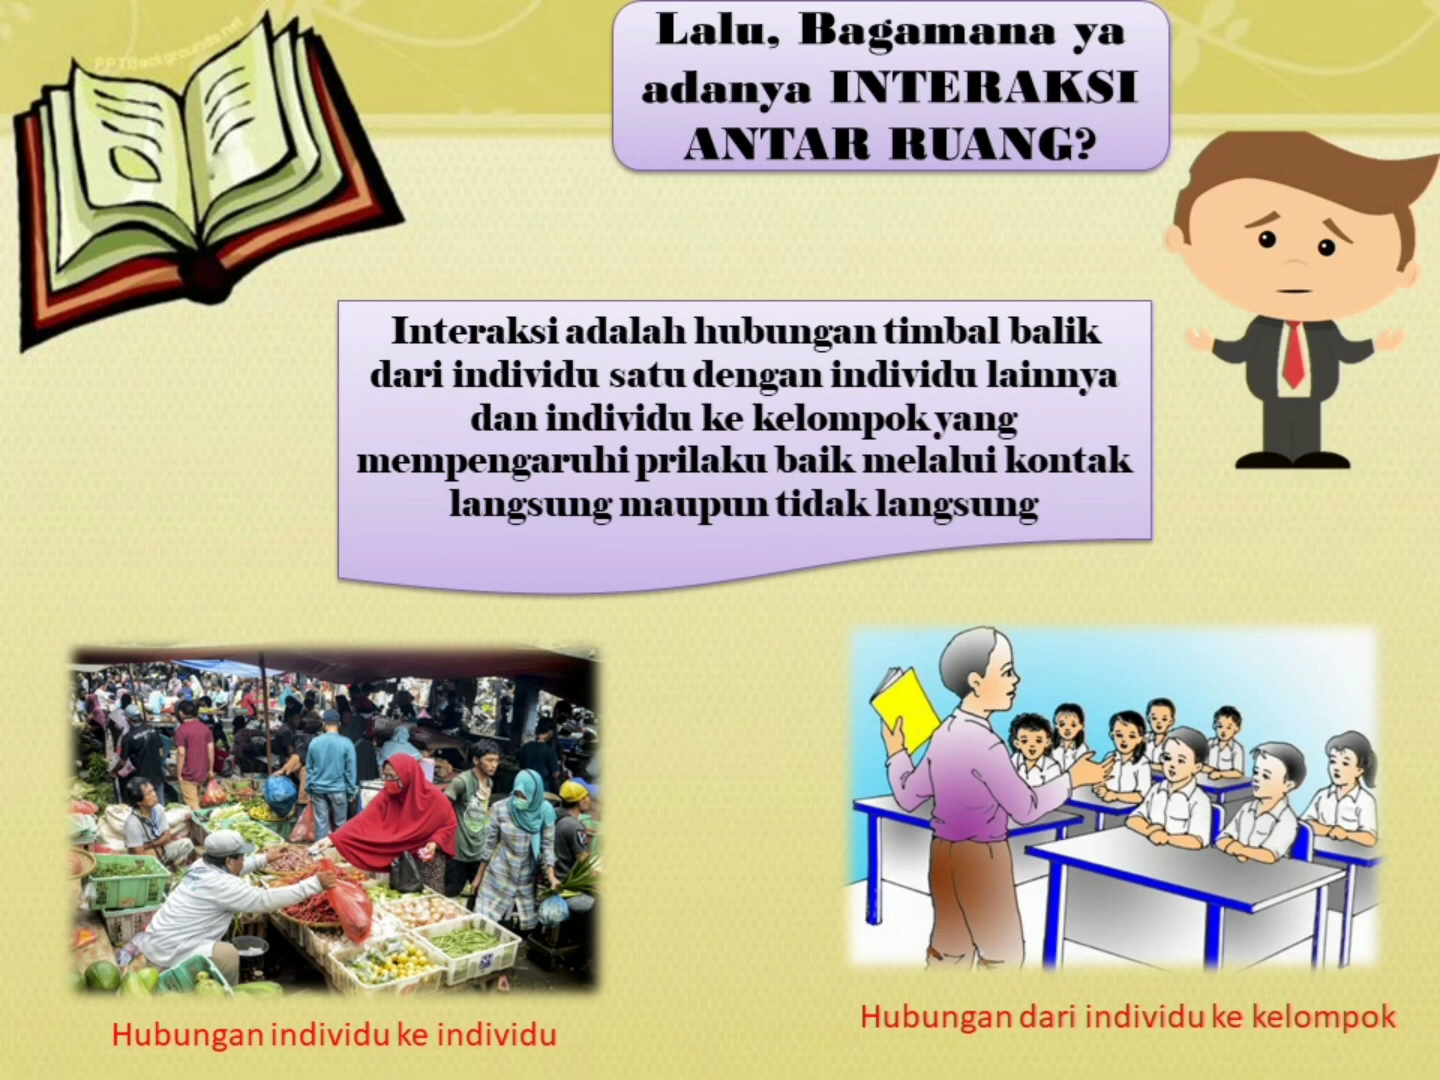 PPTBackgrounds.net
Lalu, Bagamana ya
adanya INTERAKSI
ANTAR RUANG?
Interaksi adalah hubungan timbal balik
dari individu satu dengan individu lainnya
dan individu ke kelompok yang
mempengaruhi prilaku baik melalui kontak
langsung maupun tidak langsung
Hubungan individu ke individu
Hubungan dari individu ke kelompok